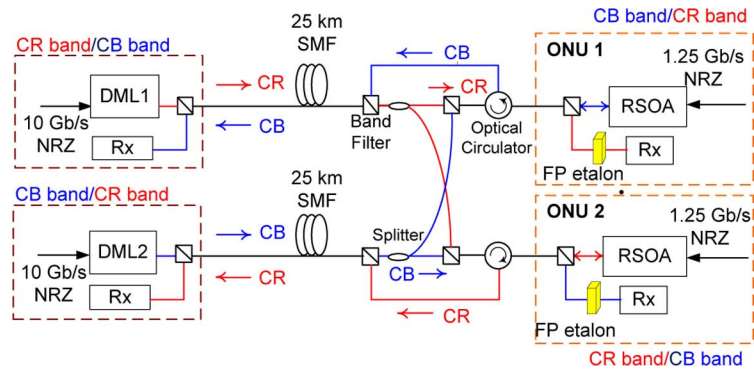 CR band/CB band
DML1
10 Gb/s
NRZ
Rx
CR
CB
25 km
SMF
CB
CR
Band
Filter
Optical
Circulator
CB band/CR band
ONU 1
1.25 Gb/s
NRZ
RSOA
Rx
FP etalon
CB band/CR band
DML2
10 Gb/s
NRZ
Rx
CB
CR
25 km
SMF
Splitter
CB
CR
ONU 2
1.25 Gb/s
NRZ
RSOA
Rx
FP etalon
CR band/CB band